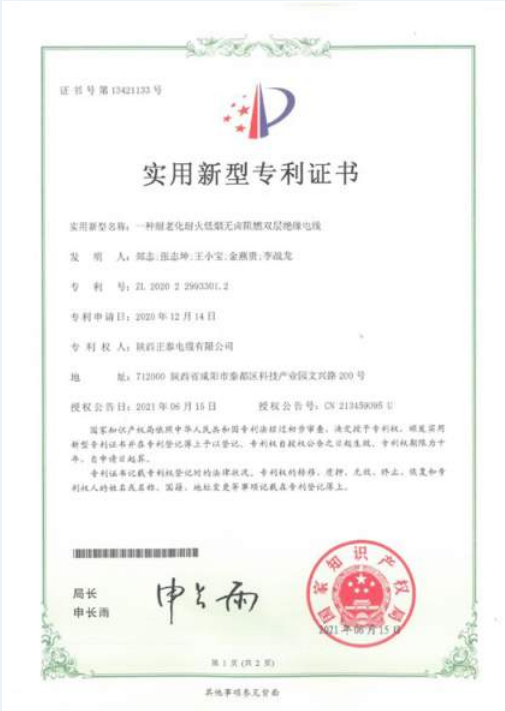 证书号第13421133号
实用新型专利证书
实用新型名称：一种耐老化耐火低烟无卤阻燃双层绝缘电线
发 明 人：郑志;张志坤;王小宝;金燕贵;李战龙
专 利 号：ZL 2020 2 2993301.2
专利申请日：2020年12月14日
专 利 权 人：陕西正泰电缆有限公司
地 址：712000 陕西省咸阳市秦都区科技产业园文兴路200号
授权公告日：2021年06月15日 授权公告号：CN 213459095 U
国家知识产权局依照中华人民共和国专利法经过初步审查，决定授予专利权，颁发实用
新型专利证书并在专利登记簿上予以登记。专利权自授权公告之日起生效。专利权期限为十
年，自申请日起算。
专利证书记载专利权登记时的法律状况。专利权的转移、质押、无效、终止、恢复和专
利权人的姓名或名称、国籍、地址变更等事项记载在专利登记簿上。
局长
申长雨
申长雨
国家知识产权局
2021年06月15日
第1页(共2页)
其他事项参见背面